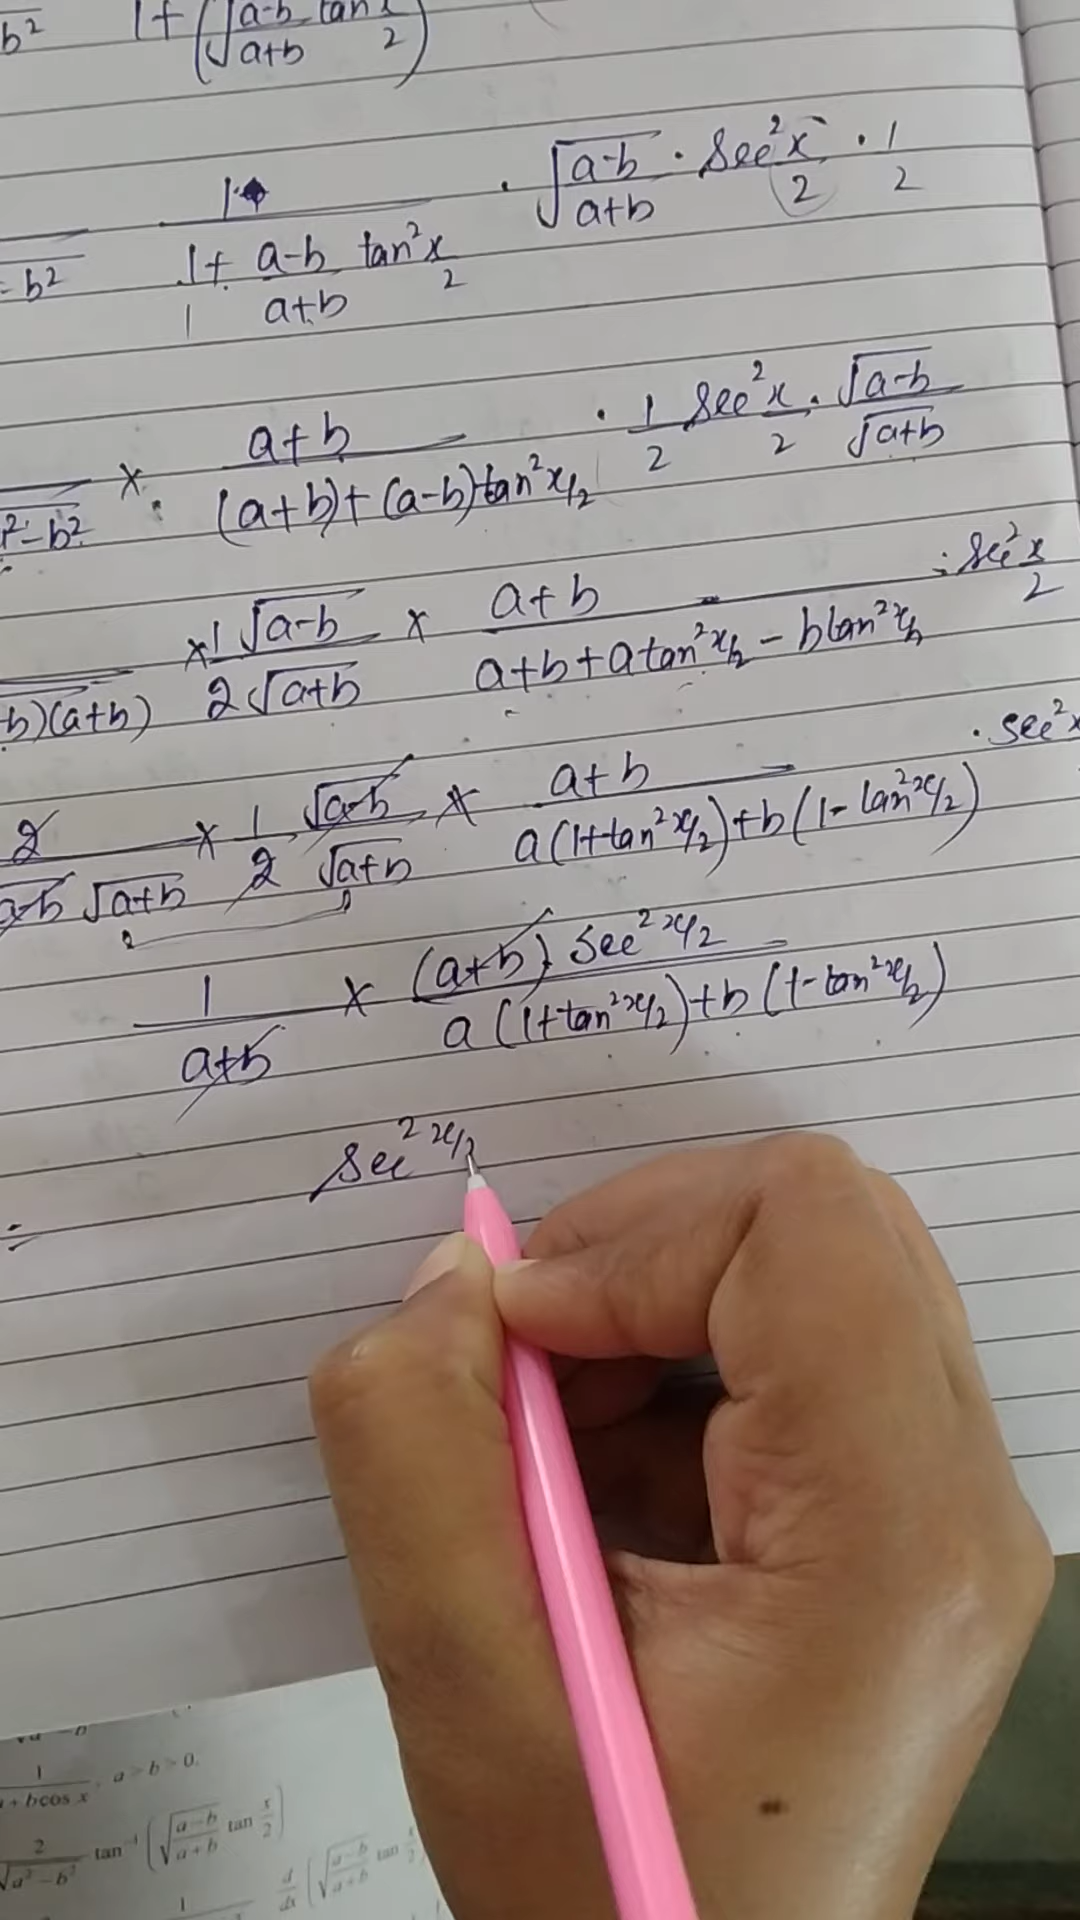 b² 1+(√(a-b)/(a+b) tan x/2)
-b² 1/(1+ (a-b)/(a+b) tan² x/2) · √(a-b)/(a+b) · sec² x/2 · 1/2
²-b² × (a+b)/((a+b)+(a-b)tan² x/2) · 1/2 sec² x/2 · √(a-b)/√(a+b)
b)(a+b) × 1√(a-b)/2√(a+b) × (a+b)/(a+b+a tan² x/2 - b tan² x/2) · sec² x/2
2/(√(a-b) √(a+b)) × 1/2 √(a-b)/√(a+b) × (a+b)/(a(1+tan² x/2)+b(1-tan² x/2)) · sec² x
1/(a+b) × (a+b) sec² x/2/(a(1+tan² x/2)+b(1-tan² x/2))
= sec² x/2
1/(+b cos x), a > b > 0.
2/√(a²-b²) tan⁻¹(√(a-b)/(a+b) tan x/2)
1 d/dx (√(a-b)/(a+b) tan